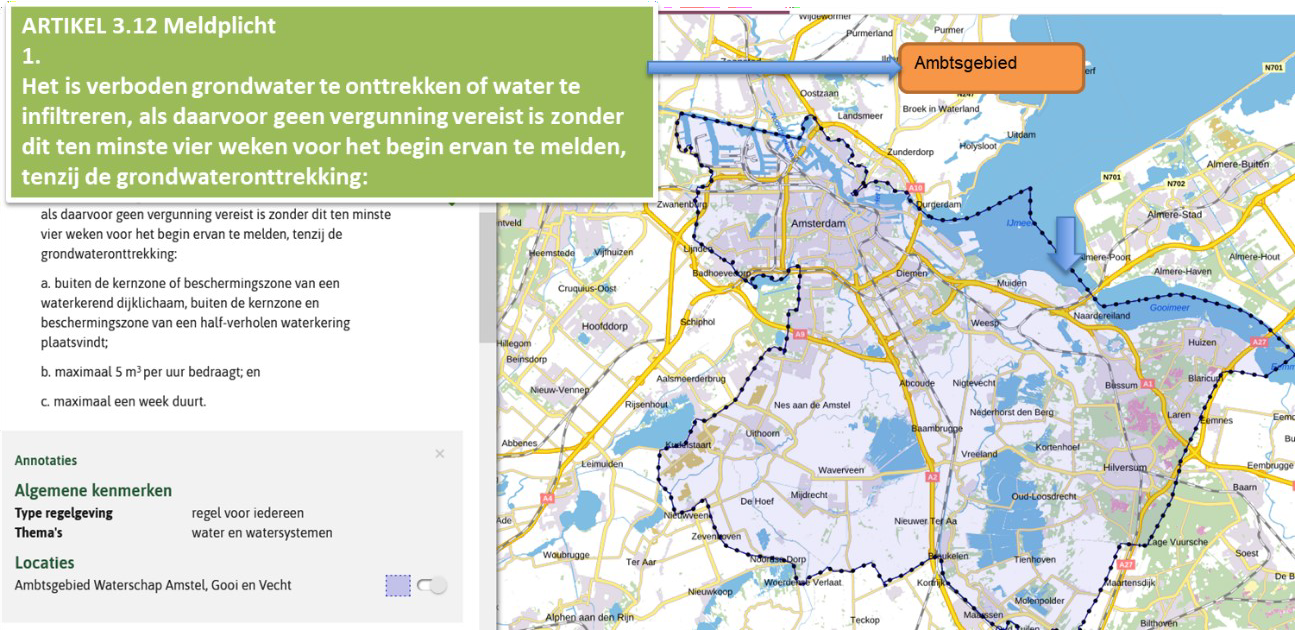 ARTIKEL 3.12 Meldplicht
1.
Het is verboden grondwater te onttrekken of water te
infiltreren, als daarvoor geen vergunning vereist is zonder
dit ten minste vier weken voor het begin ervan te melden,
tenzij de grondwateronttrekking:
als daarvoor geen vergunning vereist is zonder dit ten minste
vier weken voor het begin ervan te melden, tenzij de
grondwateronttrekking:
a. buiten de kernzone of beschermingszone van een
waterkerend dijklichaam, buiten de kernzone en
beschermingszone van een half-verholen waterkering
plaatsvindt;
b. maximaal 5 m³ per uur bedraagt; en
c. maximaal een week duurt.
Annotaties
×
Algemene kenmerken
Type regelgeving regel voor iedereen
Thema's water en watersystemen
Locaties
Ambtsgebied Waterschap Amstel, Gooi en Vecht
Ambtsgebied
Wijdewormer
Purmerland
Purmer
N701
Oostzaan
Landsmeer
Broek in Waterland
N247
Uitdam
Holysloot
Zunderdorp
Almere-Buiten
N701
N702
A10
Zwanenburg
Durgerdam
IJmeer
Almere-Stad
Amsterdam
Heemstede
Vijfhuizen
Lijnden
Badhoevedorp
Diemen
Almere-Hout
Almere-Haven
Muiden
Cruquius-Oost
Gooimeer
Naardereiland
Hoofddorp
Schiphol
Weesp
A9
Huizen
A27
Hillegom
Beinsdorp
Aalsmeerderbrug
Abcoude
Nigtevecht
Bussum
A1
Blaricum
Nieuw-Vennep
Rijsenhout
Nes aan de Amstel
Nederhorst den Berg
Laren
Eemnes
Baambrugge
Abbenes
Kudelstaart
Uithoorn
Kortenhoef
Vreeland
Leimuiden
Waverveen
Hilversum
Eembrugge
A2
Baarn
A4
De Hoef
Mijdrecht
Oud-Loosdrecht
Nieuwveen
Nieuwer Ter Aa
Zevenhoven
Lage Vuursche
Woubrugge
Ter Aar
Noordse Dorp
Breukelen
Tienhoven
Soest
A27
Woerdense Verlaat
Kortrijk
Maartensdijk
Nieuwkoop
Molenpolder
Alphen aan den Rijn
Teckop
Maarssen
Bilthoven
Oud Zuilen